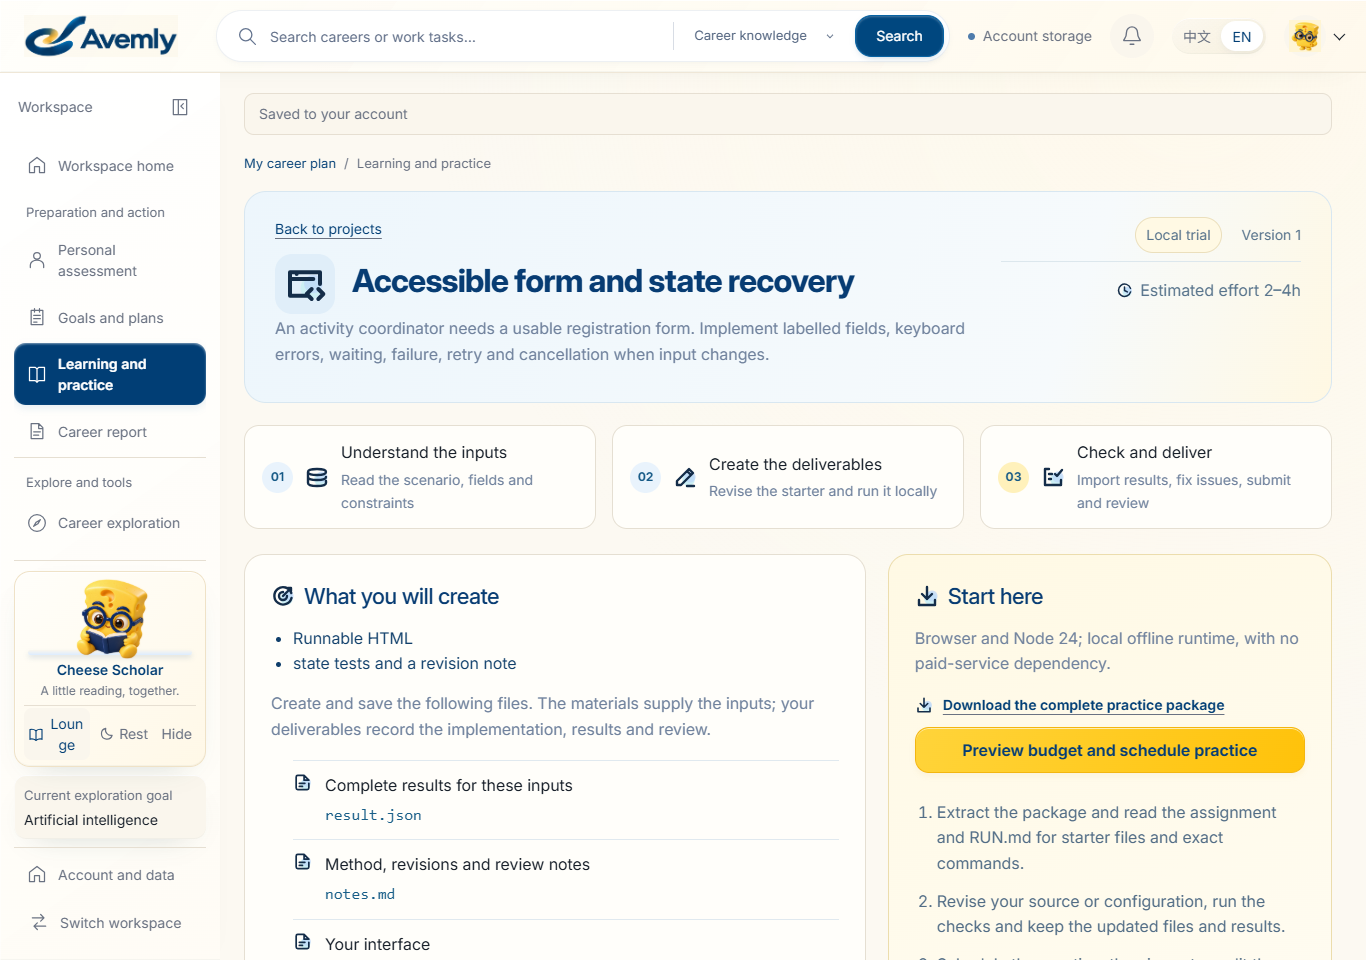 Avemly
Search careers or work tasks...
Career knowledge
Search
Account storage
中文
EN
Workspace
Workspace home
Preparation and action
Personal
assessment
Goals and plans
Learning and
practice
Career report
Explore and tools
Career exploration
Cheese Scholar
A little reading, together.
Loun
ge
Rest
Hide
Current exploration goal
Artificial intelligence
Account and data
Switch workspace
Saved to your account
My career plan / Learning and practice
Back to projects
Local trial
Version 1
Accessible form and state recovery
Estimated effort 2–4h
An activity coordinator needs a usable registration form. Implement labelled fields, keyboard
errors, waiting, failure, retry and cancellation when input changes.
01
Understand the inputs
Read the scenario, fields and
constraints
02
Create the deliverables
Revise the starter and run it locally
03
Check and deliver
Import results, fix issues, submit
and review
What you will create
• Runnable HTML
• state tests and a revision note
Create and save the following files. The materials supply the inputs; your
deliverables record the implementation, results and review.
Complete results for these inputs
result.json
Method, revisions and review notes
notes.md
Your interface
Start here
Browser and Node 24; local offline runtime, with no
paid-service dependency.
Download the complete practice package
Preview budget and schedule practice
1. Extract the package and read the assignment
and RUN.md for starter files and exact
commands.
2. Revise your source or configuration, run the
checks and keep the updated files and results.